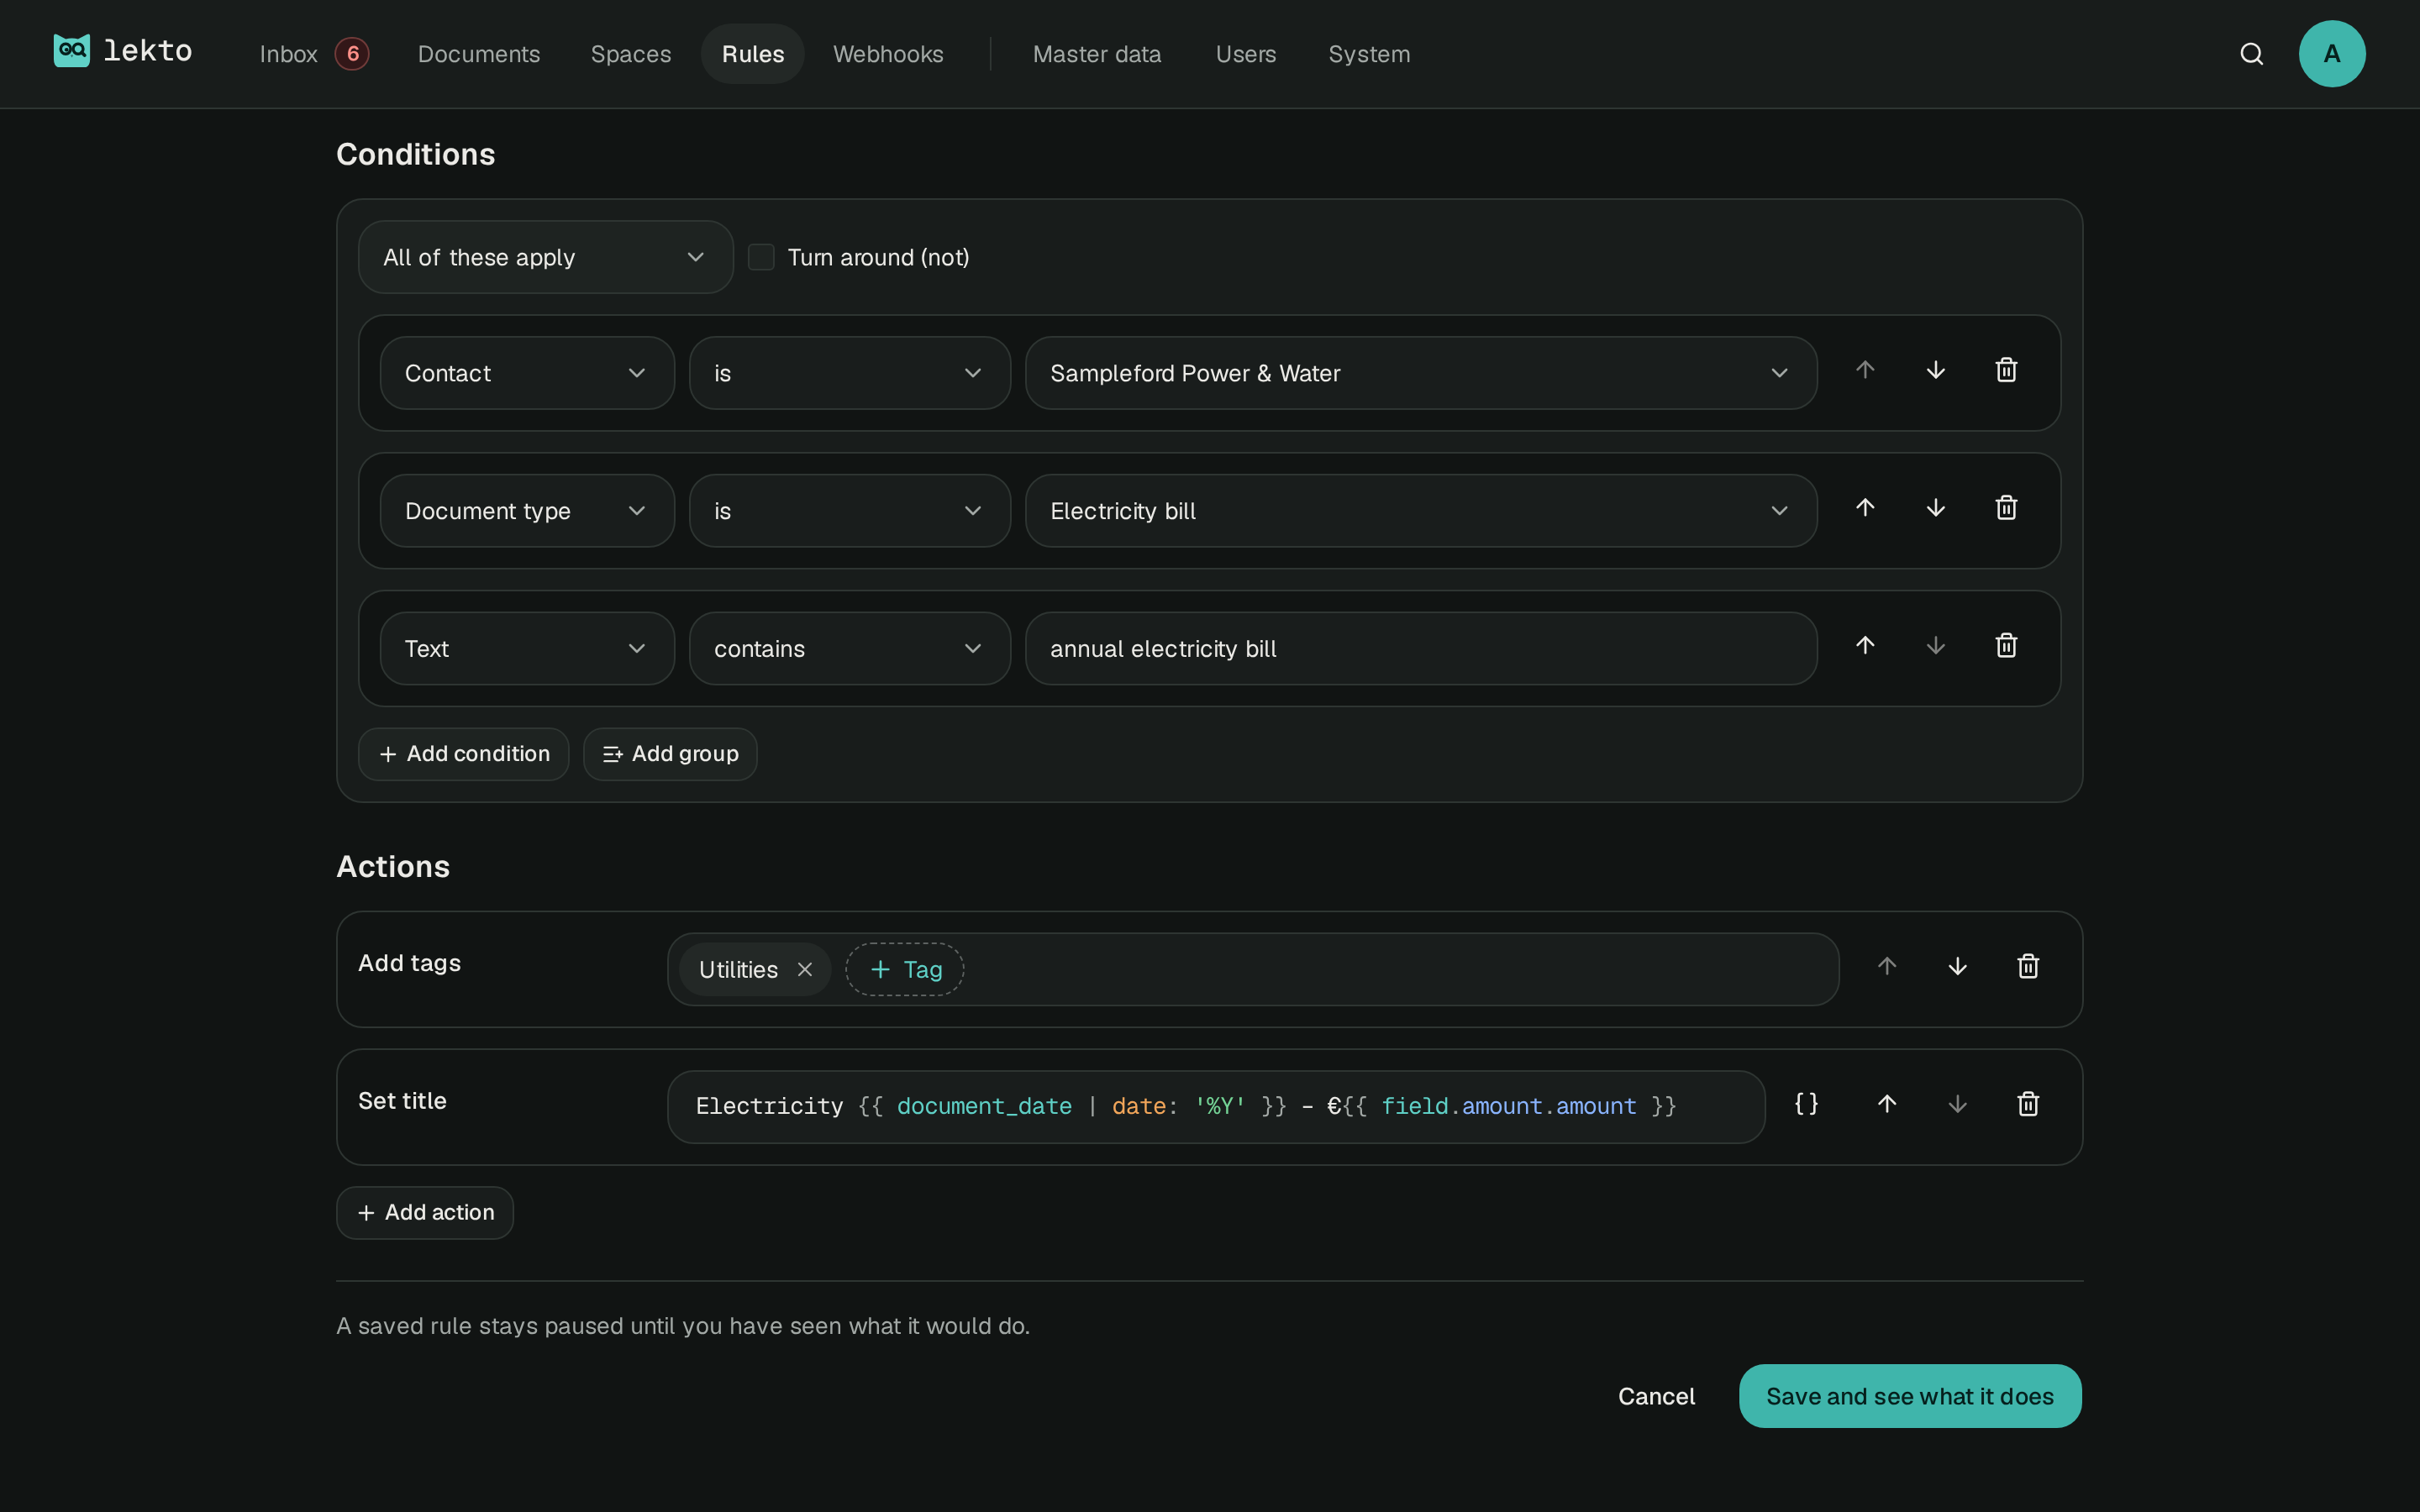 lekto Inbox 6 Documents Spaces Rules Webhooks Master data Users System A
Conditions
All of these apply Turn around (not)
Contact is Sampleford Power & Water
Document type is Electricity bill
Text contains annual electricity bill
Add condition Add group
Actions
Add tags Utilities Tag
Set title Electricity {{ document_date | date: '%Y' }} – €{{ field.amount.amount }} {}
Add action
A saved rule stays paused until you have seen what it would do.
Cancel Save and see what it does